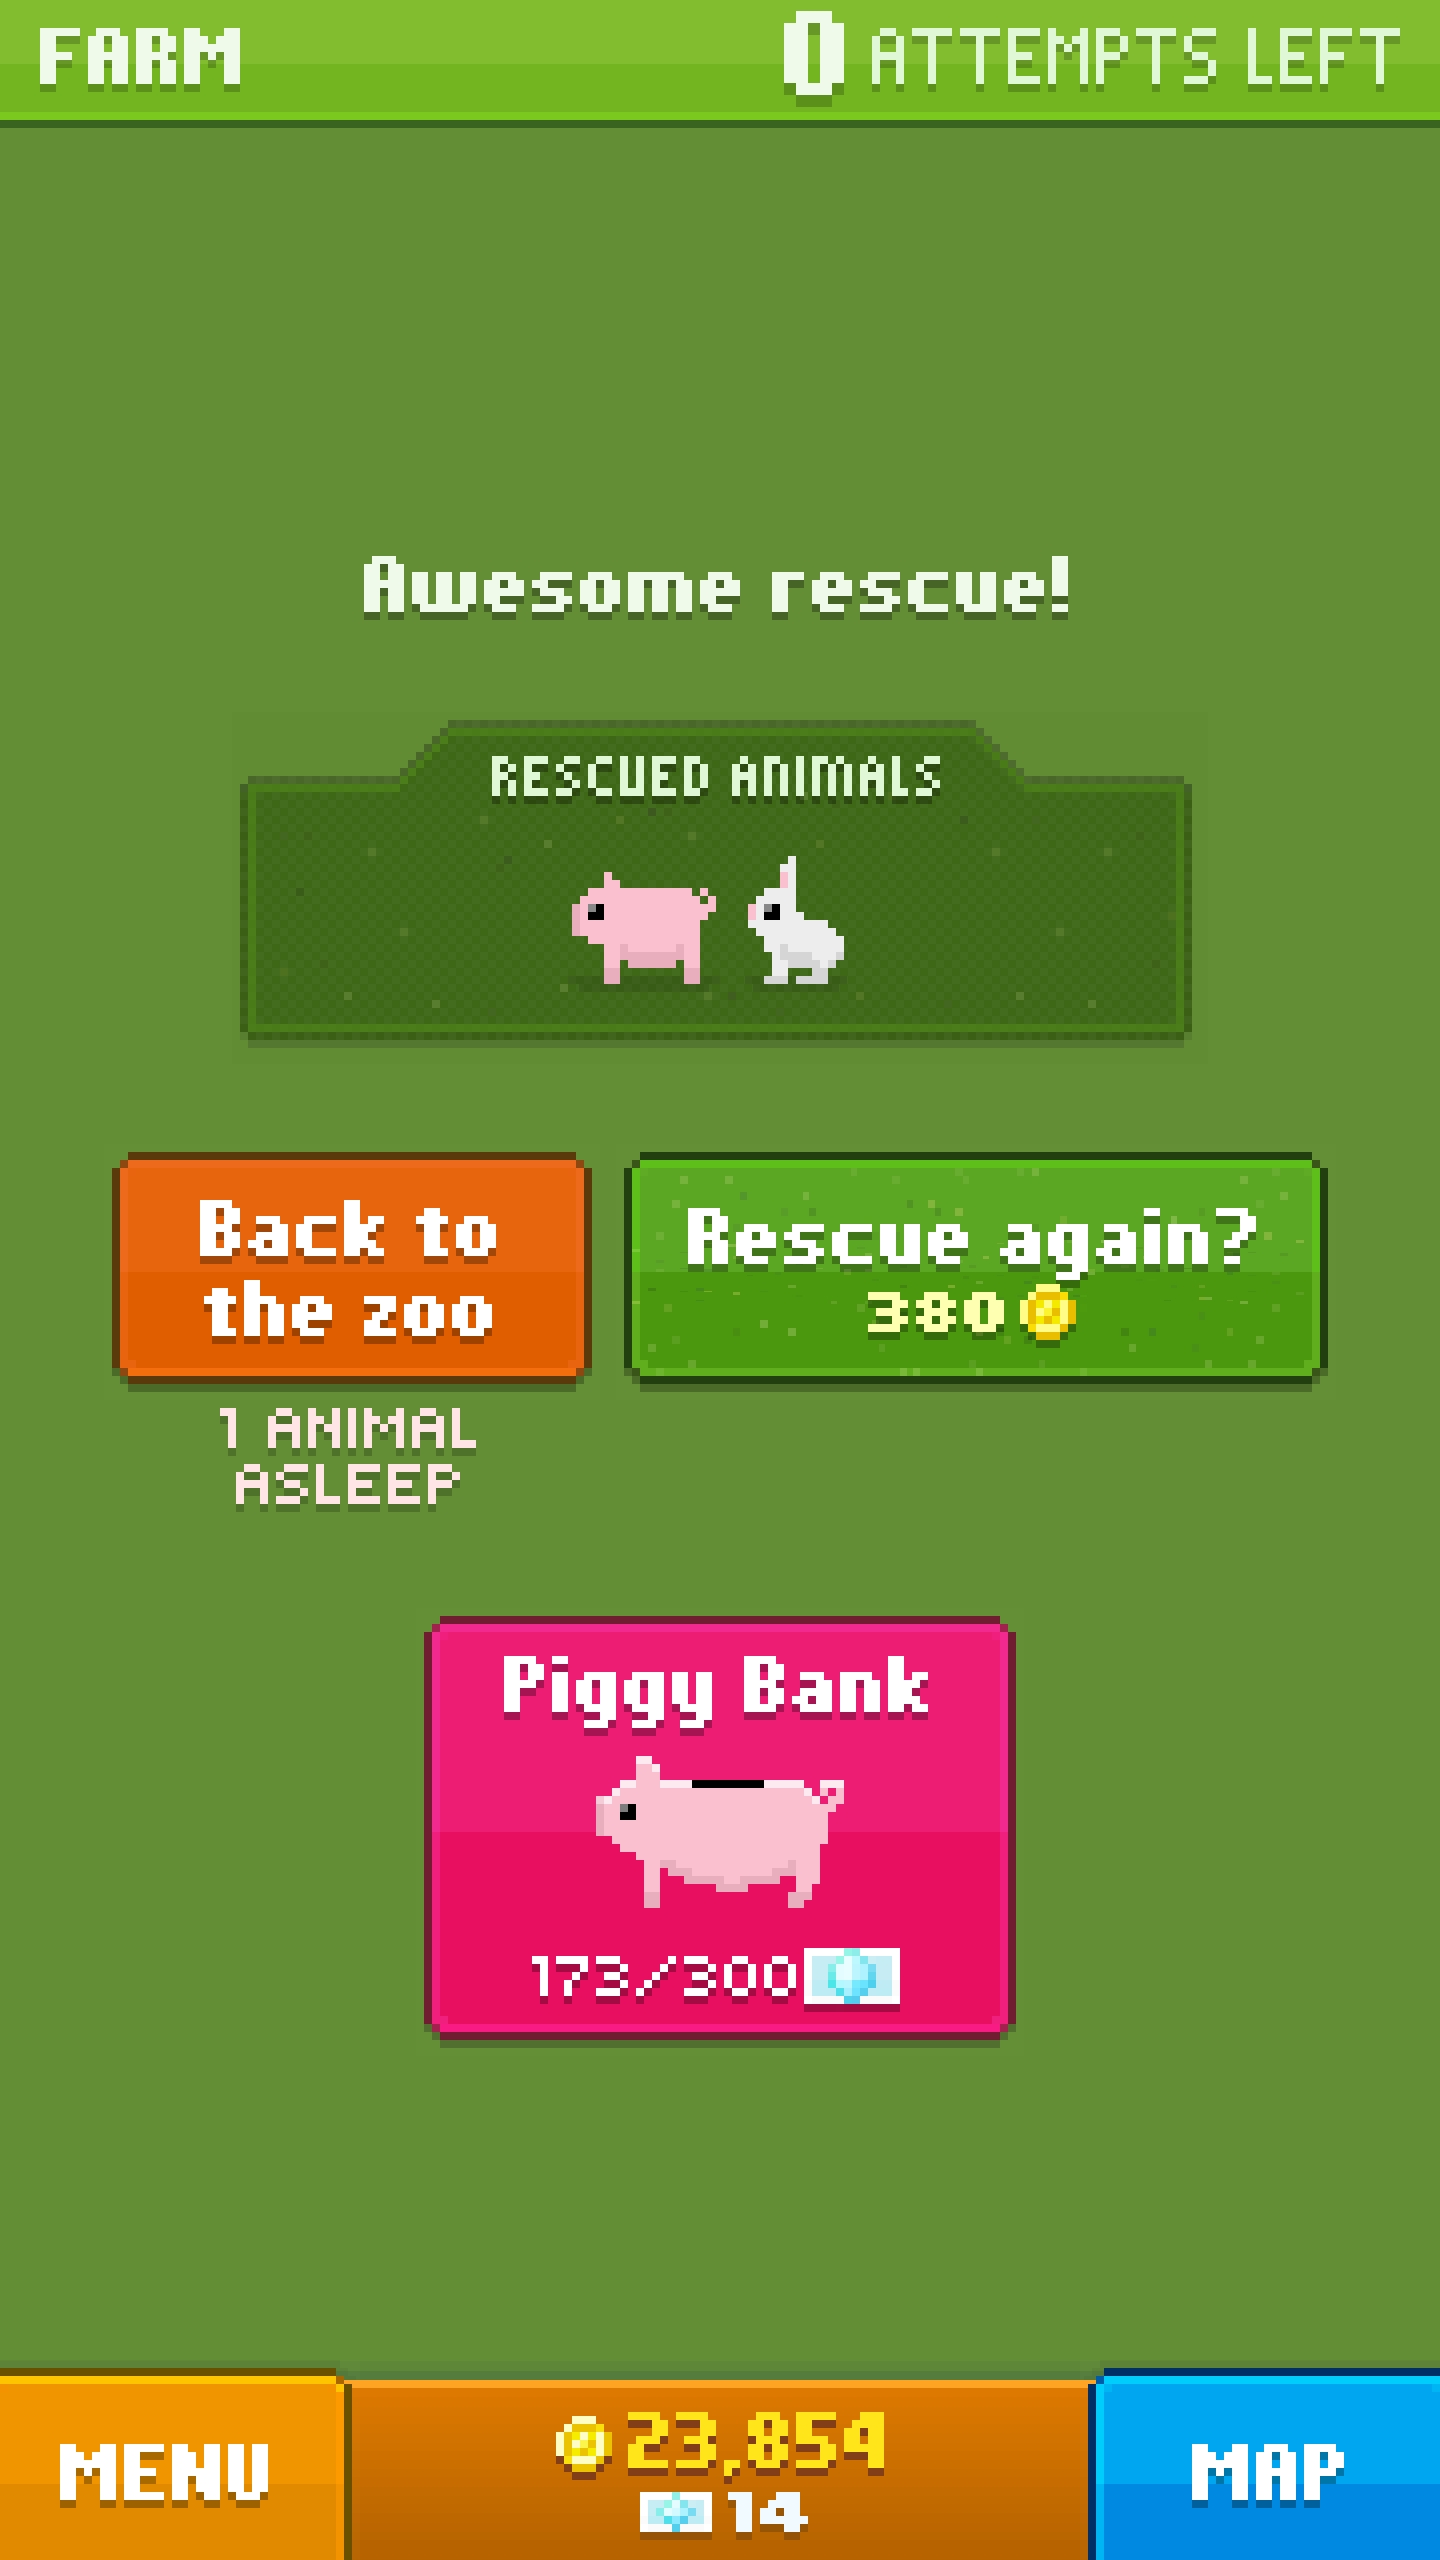 FARM
0 ATTEMPTS LEFT
Awesome rescue!
RESCUED ANIMALS
Back to
the zoo
Rescue again?
380
1 ANIMAL
ASLEEP
Piggy Bank
173/300
MENU
23,854
14
MAP